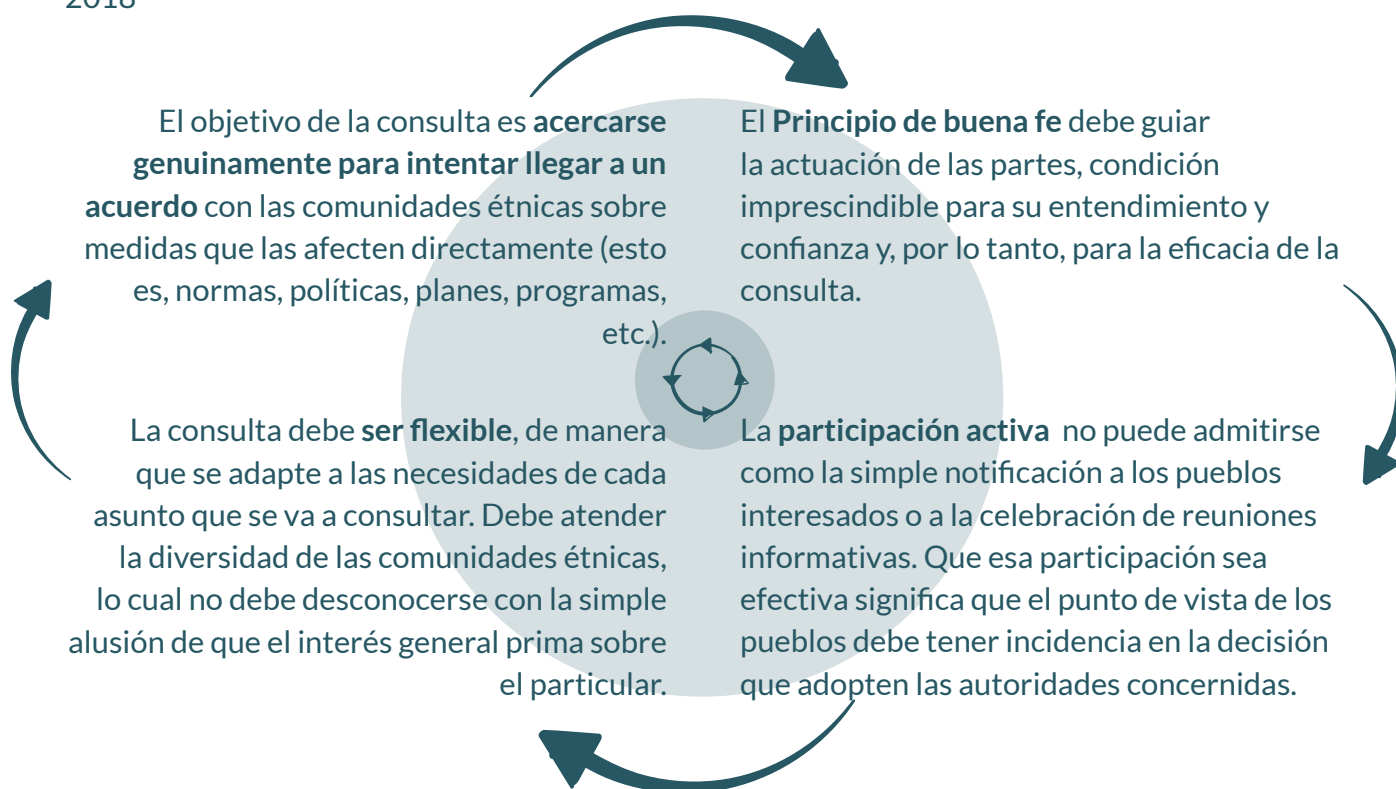 2018
El objetivo de la consulta es acercarse
genuinamente para intentar llegar a un
acuerdo con las comunidades étnicas sobre
medidas que las afecten directamente (esto
es, normas, políticas, planes, programas,
etc.).
El Principio de buena fe debe guiar
la actuación de las partes, condición
imprescindible para su entendimiento y
confianza y, por lo tanto, para la eficacia de la
consulta.
La consulta debe ser flexible, de manera
que se adapte a las necesidades de cada
asunto que se va a consultar. Debe atender
la diversidad de las comunidades étnicas,
lo cual no debe desconocerse con la simple
alusión de que el interés general prima sobre
el particular.
La participación activa no puede admitirse
como la simple notificación a los pueblos
interesados o a la celebración de reuniones
informativas. Que esa participación sea
efectiva significa que el punto de vista de los
pueblos debe tener incidencia en la decisión
que adopten las autoridades concernidas.